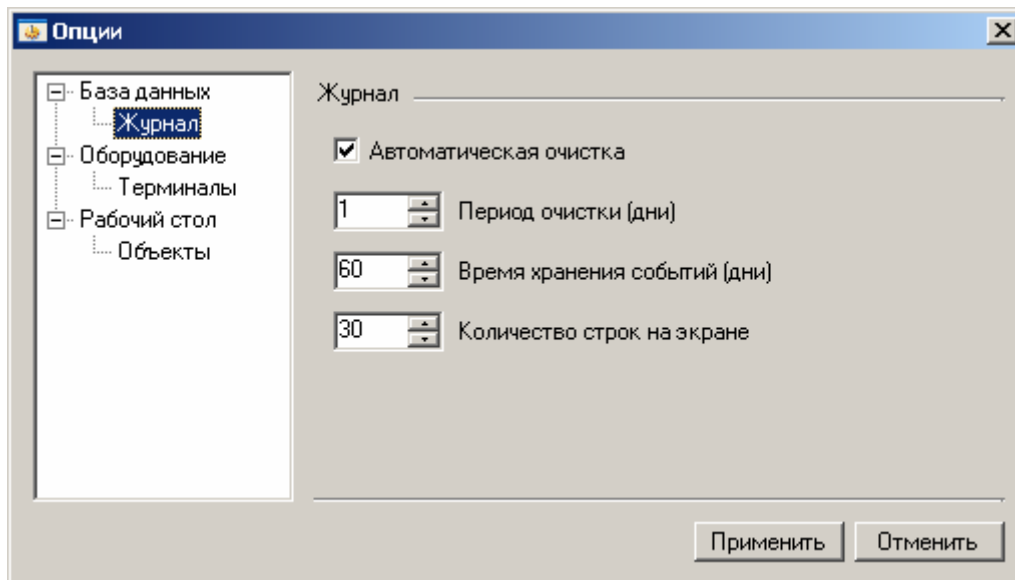 Опции
База данных
Журнал
Оборудование
Терминалы
Рабочий стол
Объекты
Журнал
Автоматическая очистка
1 Период очистки (дни)
60 Время хранения событий (дни)
30 Количество строк на экране
Применить Отменить